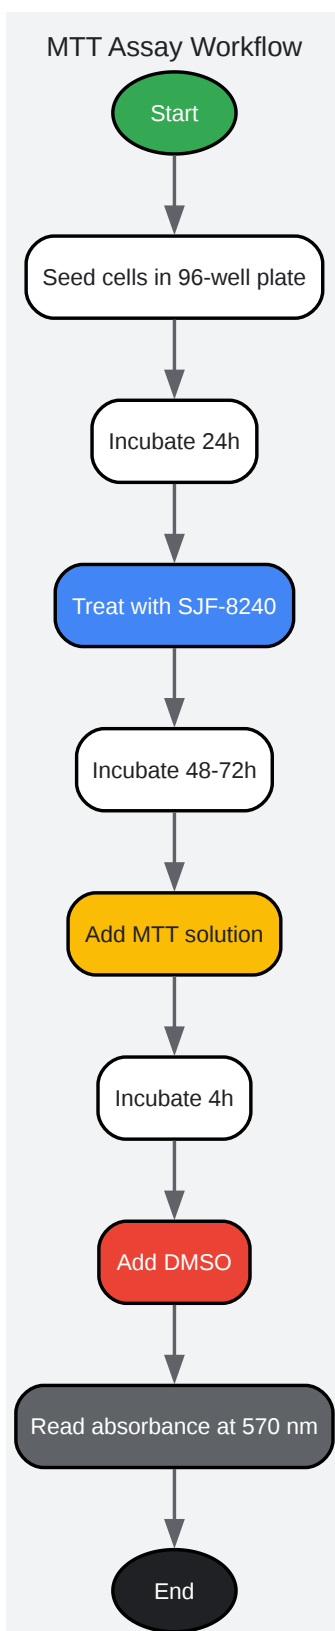 MTT Assay Workflow
Start
Seed cells in 96-well plate
Incubate 24h
Treat with SJF-8240
Incubate 48-72h
Add MTT solution
Incubate 4h
Add DMSO
Read absorbance at 570 nm
End